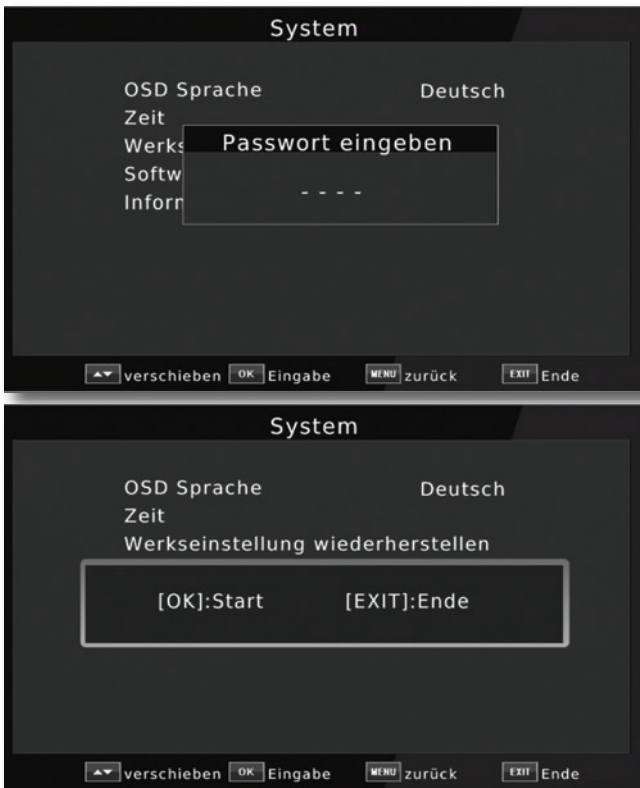 System
OSD Sprache Deutsch
Zeit
Werks
Passwort eingeben
Softw
- - - -
Inforr
verschieben OK Eingabe MENU zurück EXIT Ende
System
OSD Sprache Deutsch
Zeit
Werkseinstellung wiederherstellen
[OK]:Start [EXIT]:Ende
verschieben OK Eingabe MENU zurück EXIT Ende